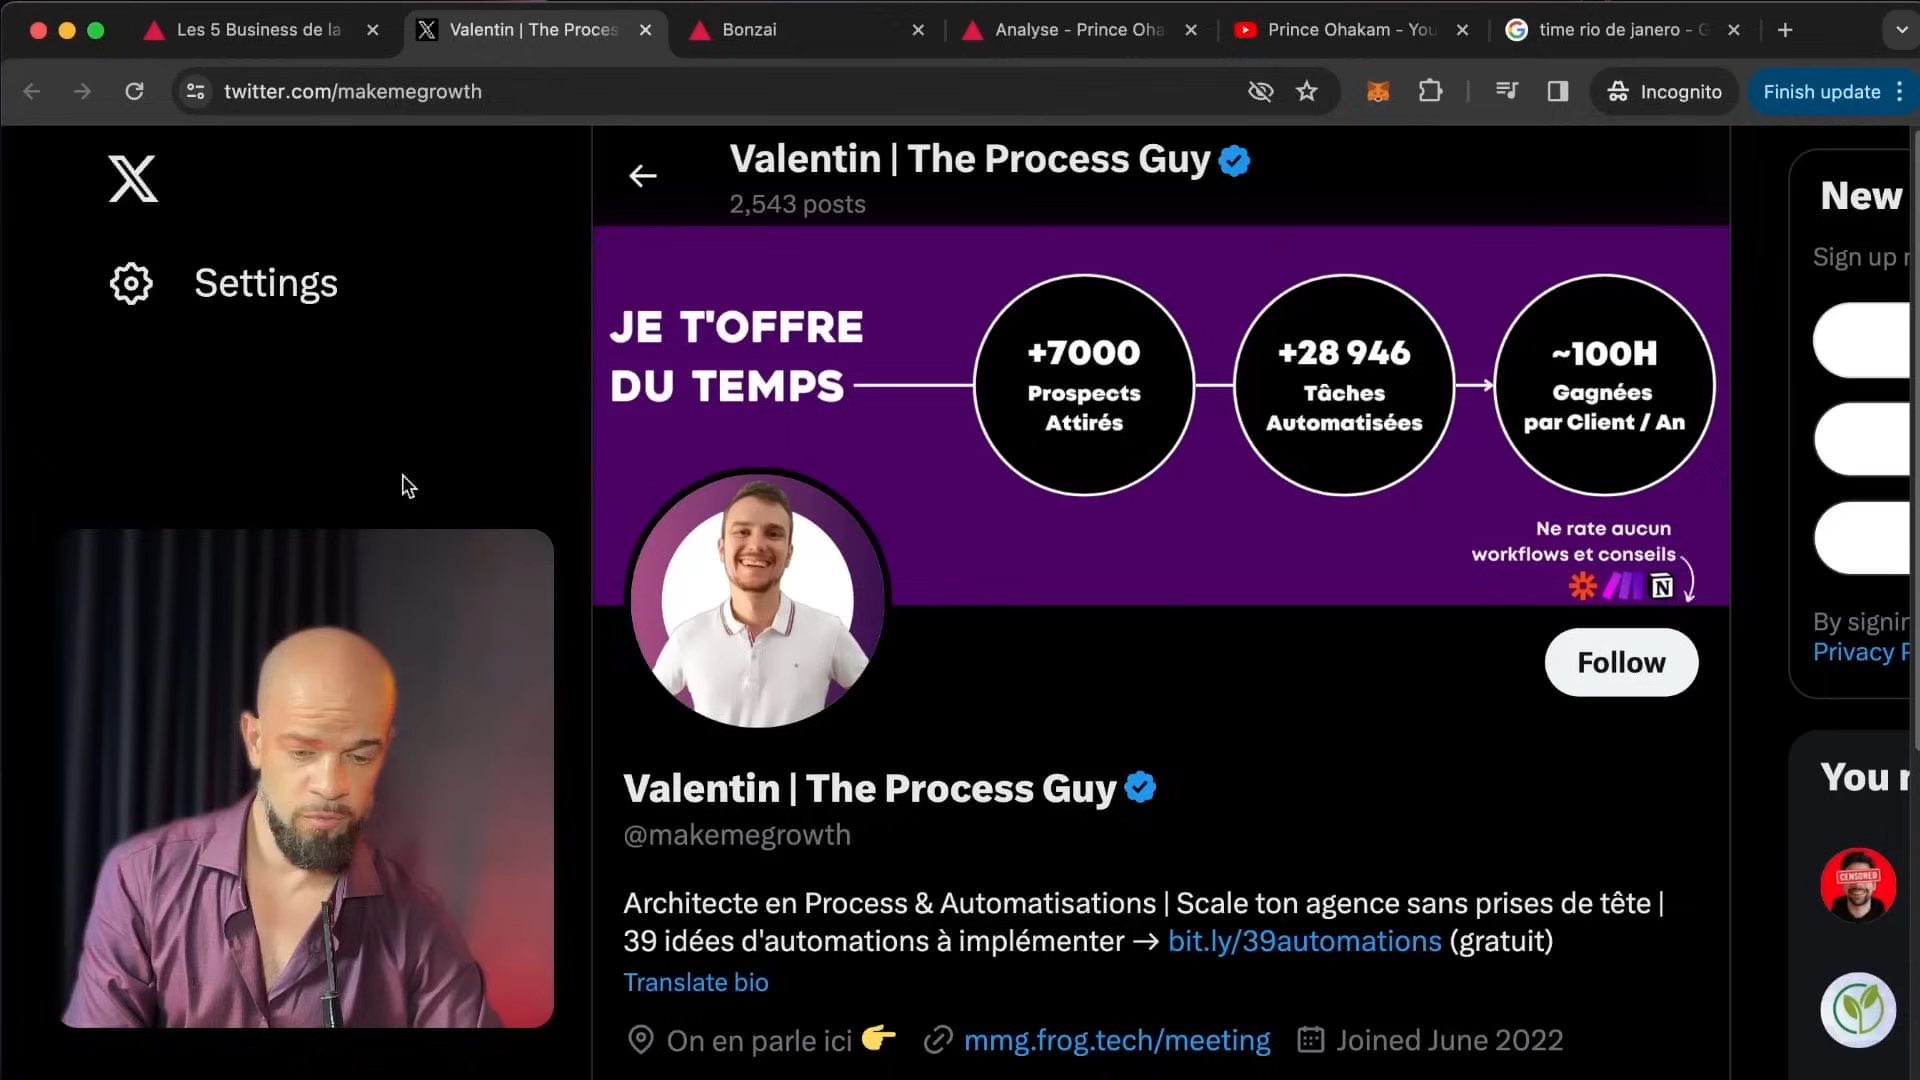 Les 5 Business de la
Valentin | The Proces
Bonzai
Analyse - Prince Oha
Prince Ohakam - You
time rio de janero - G
twitter.com/makemegrowth
Incognito
Finish update
Valentin | The Process Guy
2,543 posts
Settings
JE T'OFFRE
DU TEMPS
+7000
Prospects
Attirés
+28 946
Tâches
Automatisées
~100H
Gagnées
par Client / An
Ne rate aucun
workflows et conseils
Follow
Valentin | The Process Guy
@makemegrowth
Architecte en Process & Automatisations | Scale ton agence sans prises de tête |
39 idées d'automations à implémenter → bit.ly/39automations (gratuit)
Translate bio
On en parle ici 👉 mmg.frog.tech/meeting Joined June 2022
New
Sign up
By signin
Privacy P
You
CENSORED